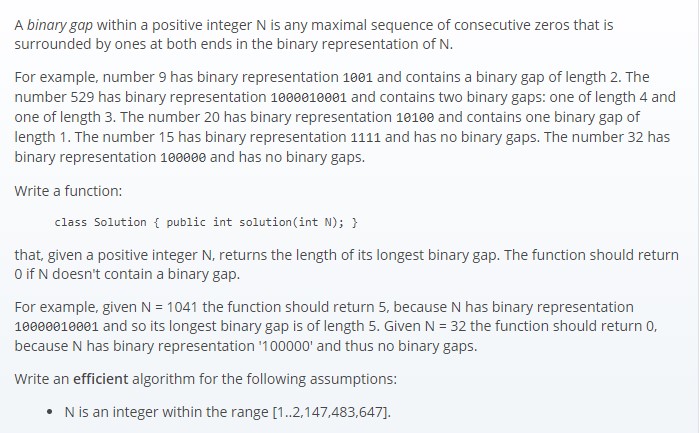 A binary gap within a positive integer N is any maximal sequence of consecutive zeros that is
surrounded by ones at both ends in the binary representation of N.
For example, number 9 has binary representation 1001 and contains a binary gap of length 2. The
number 529 has binary representation 1000010001 and contains two binary gaps: one of length 4 and
one of length 3. The number 20 has binary representation 10100 and contains one binary gap of
length 1. The number 15 has binary representation 1111 and has no binary gaps. The number 32 has
binary representation 100000 and has no binary gaps.
Write a function:
class Solution { public int solution(int N); }
that, given a positive integer N, returns the length of its longest binary gap. The function should return
0 if N doesn't contain a binary gap.
For example, given N = 1041 the function should return 5, because N has binary representation
10000010001 and so its longest binary gap is of length 5. Given N = 32 the function should return 0,
because N has binary representation '100000' and thus no binary gaps.
Write an efficient algorithm for the following assumptions:
• N is an integer within the range [1..2,147,483,647].